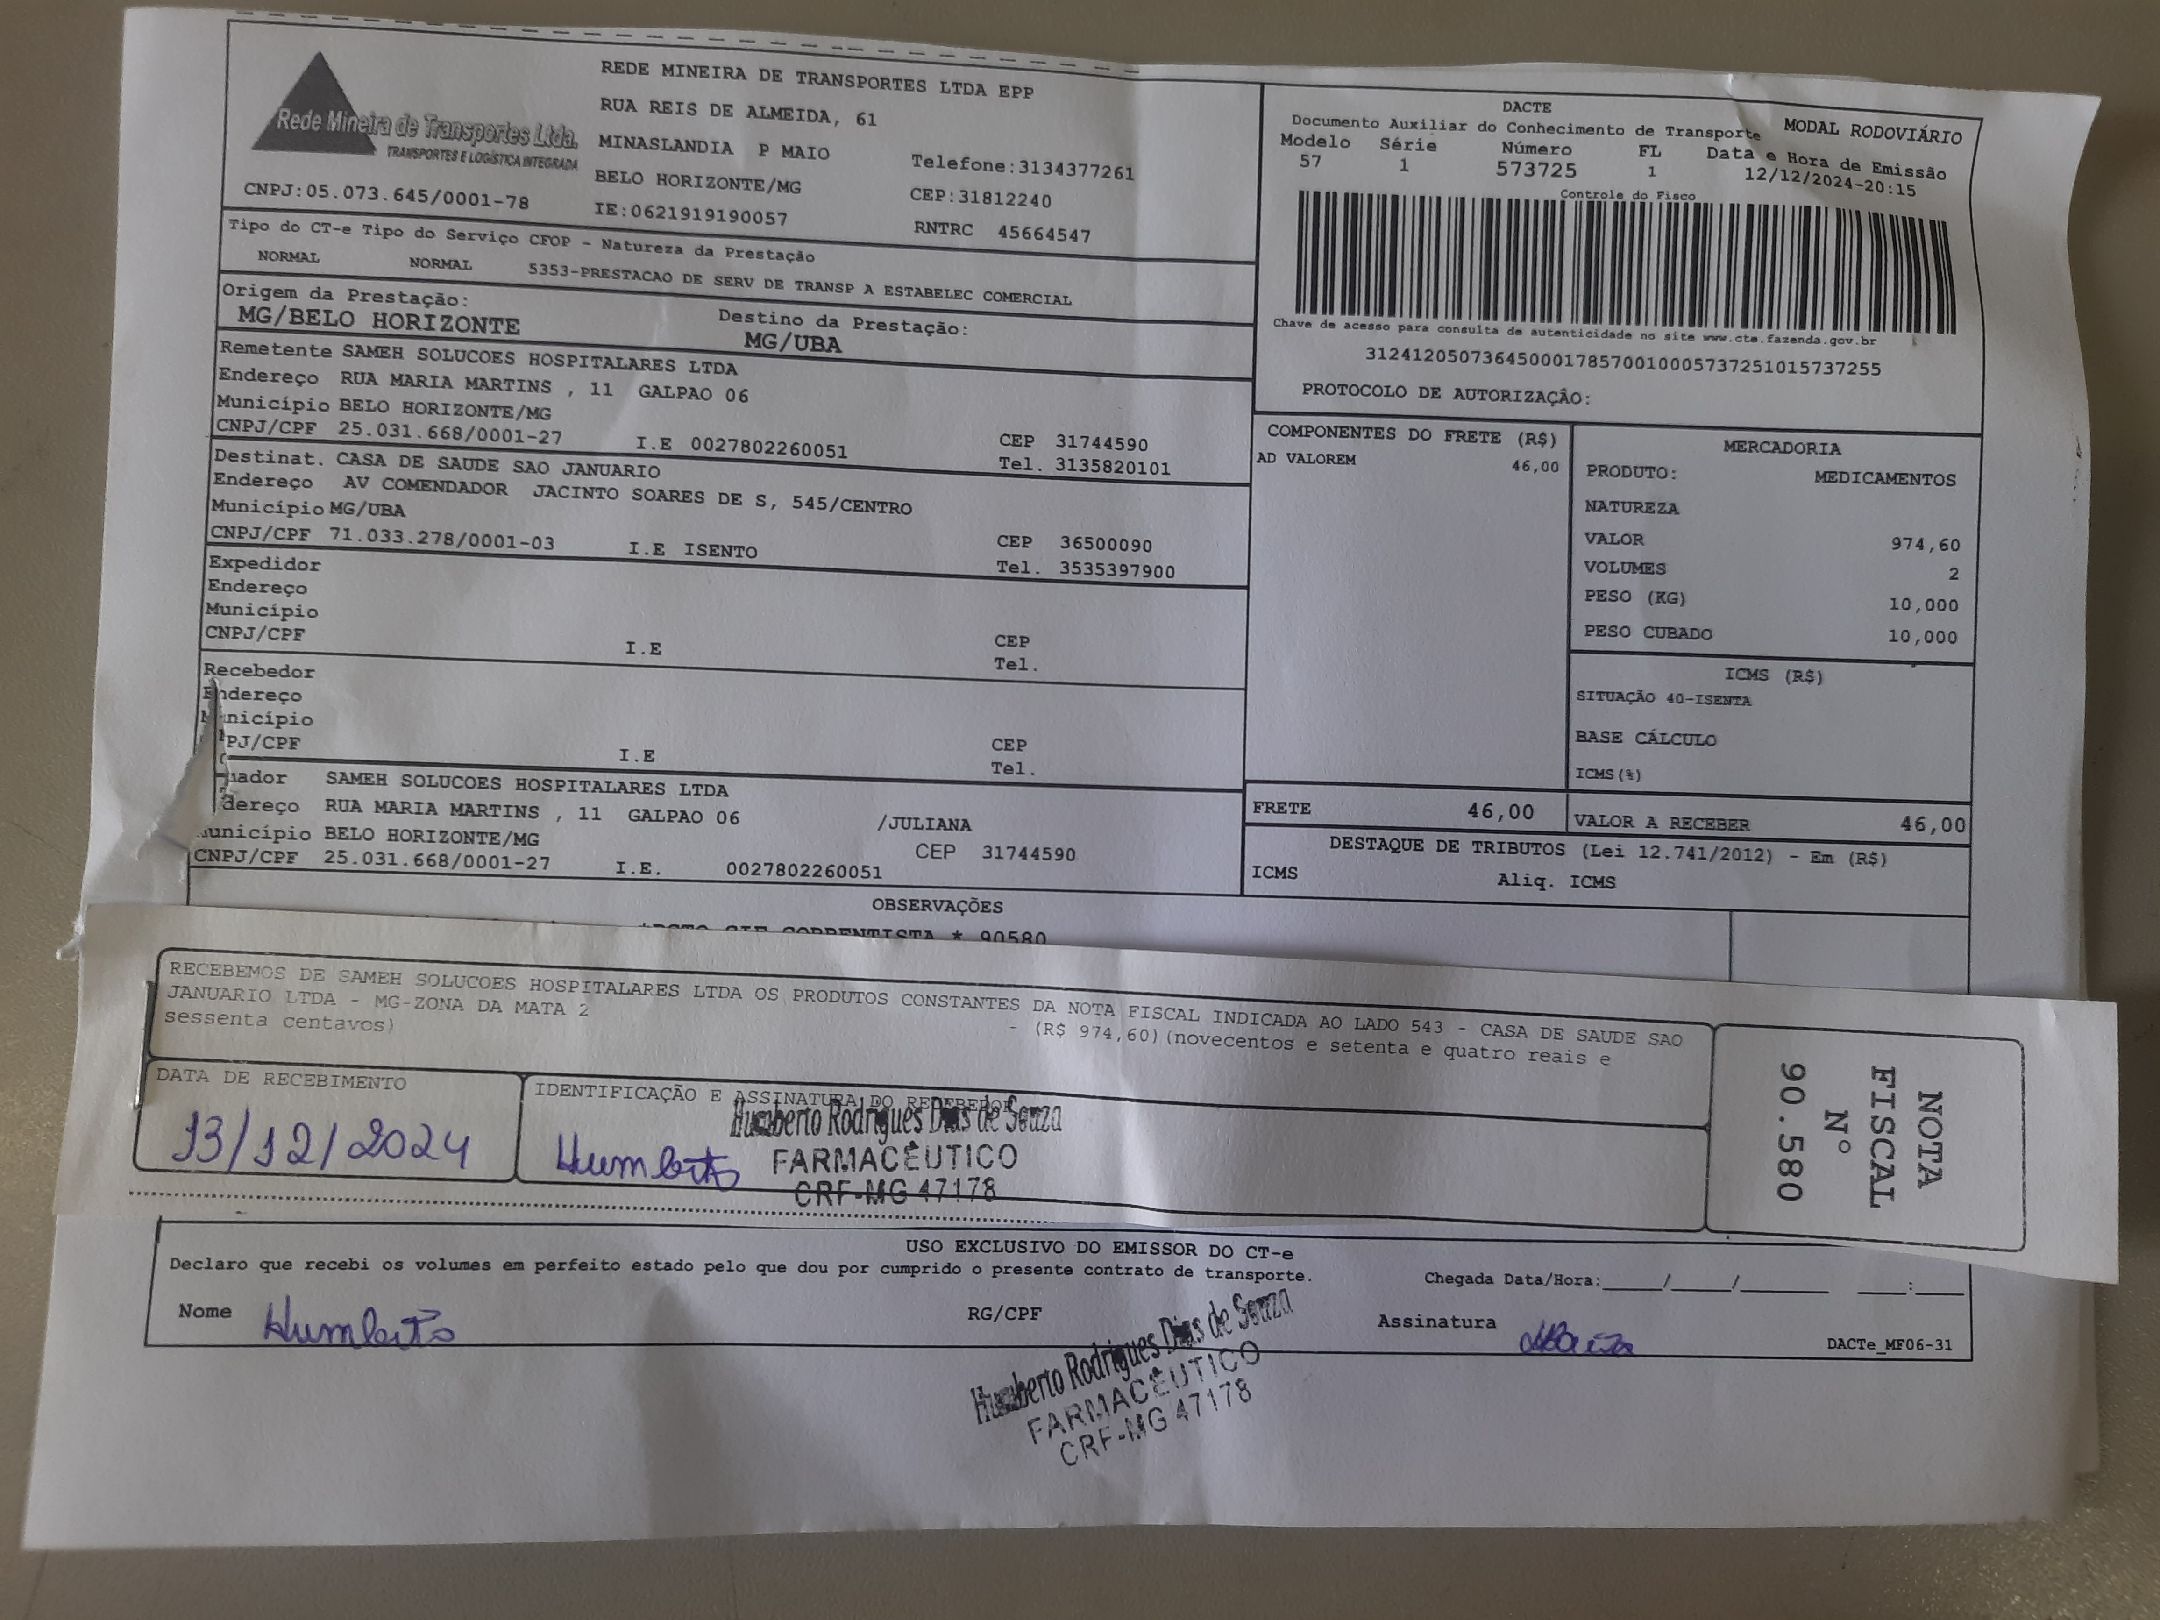 Rede Mineira de Transportes Ltda.
TRANSPORTES E LOGÍSTICA INTEGRADA
CNPJ:05.073.645/0001-78
REDE MINEIRA DE TRANSPORTES LTDA EPP
RUA REIS DE ALMEIDA, 61
MINASLANDIA P MAIO Telefone:3134377261
BELO HORIZONTE/MG CEP:31812240
IE:0621919190057 RNTRC 45664547
DACTE
Documento Auxiliar do Conhecimento de Transporte MODAL RODOVIÁRIO
Modelo Série Número FL Data e Hora de Emissão
57 1 573725 1 12/12/2024-20:15
Controle do Fisco
Chave de acesso para consulta de autenticidade no site www.cte.fazenda.gov.br
31241205073645000178570010005737251015737255
PROTOCOLO DE AUTORIZAÇÂO:
Tipo do CT-e Tipo do Serviço CFOP - Natureza da Prestação
NORMAL NORMAL 5353-PRESTACAO DE SERV DE TRANSP A ESTABELEC COMERCIAL
Origem da Prestação: Destino da Prestação:
MG/BELO HORIZONTE MG/UBA
Remetente SAMEH SOLUCOES HOSPITALARES LTDA
Endereço RUA MARIA MARTINS , 11 GALPAO 06
Município BELO HORIZONTE/MG CEP 31744590
CNPJ/CPF 25.031.668/0001-27 I.E 0027802260051 Tel. 3135820101
Destinat. CASA DE SAUDE SAO JANUARIO
Endereço AV COMENDADOR JACINTO SOARES DE S, 545/CENTRO
Município MG/UBA CEP 36500090
CNPJ/CPF 71.033.278/0001-03 I.E ISENTO Tel. 3535397900
Expedidor
Endereço
Município CEP
CNPJ/CPF I.E Tel.
Recebedor
Endereço
Município CEP
PJ/CPF I.E Tel.
mador SAMEH SOLUCOES HOSPITALARES LTDA
dereço RUA MARIA MARTINS , 11 GALPAO 06 /JULIANA
unicípio BELO HORIZONTE/MG CEP 31744590
CNPJ/CPF 25.031.668/0001-27 I.E. 0027802260051
COMPONENTES DO FRETE (R$)
AD VALOREM 46,00
MERCADORIA
PRODUTO: MEDICAMENTOS
NATUREZA
VALOR 974,60
VOLUMES 2
PESO (KG) 10,000
PESO CUBADO 10,000
ICMS (R$)
SITUAÇÃO 40-ISENTA
BASE CÁLCULO
ICMS(%)
FRETE 46,00 VALOR A RECEBER 46,00
DESTAQUE DE TRIBUTOS (Lei 12.741/2012) - Em (R$)
ICMS Aliq. ICMS
OBSERVAÇÕES
CIF CORRENTISTA * 90580
RECEBEMOS DE SAMEH SOLUCOES HOSPITALARES LTDA OS PRODUTOS CONSTANTES DA NOTA FISCAL INDICADA AO LADO 543 - CASA DE SAUDE SAO
JANUARIO LTDA - MG-ZONA DA MATA 2 - (R$ 974,60)(novecentos e setenta e quatro reais e
sessenta centavos)
DATA DE RECEBIMENTO
13/12/2024
IDENTIFICAÇÃO E ASSINATURA DO RECEBEDOR
Humberto
Humberto Rodrigues Dias de Souza
FARMACÊUTICO
CRF-MG 47178
NOTA
FISCAL
Nº
90.580
USO EXCLUSIVO DO EMISSOR DO CT-e
Declaro que recebi os volumes em perfeito estado pelo que dou por cumprido o presente contrato de transporte.
Chegada Data/Hora:____/____/____ ___:___
Nome Humberto RG/CPF Assinatura
DACTe_MF06-31
Humberto Rodrigues Dias de Souza
FARMACÊUTICO
CRF-MG 47178